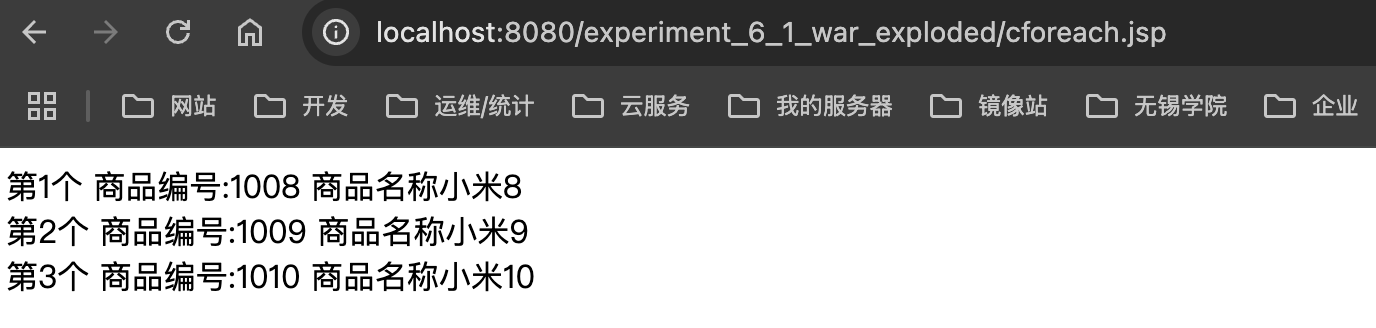 localhost:8080/experiment_6_1_war_exploded/cforeach.jsp
网站 开发 运维/统计 云服务 我的服务器 镜像站 无锡学院 企业
第1个 商品编号:1008 商品名称小米8
第2个 商品编号:1009 商品名称小米9
第3个 商品编号:1010 商品名称小米10